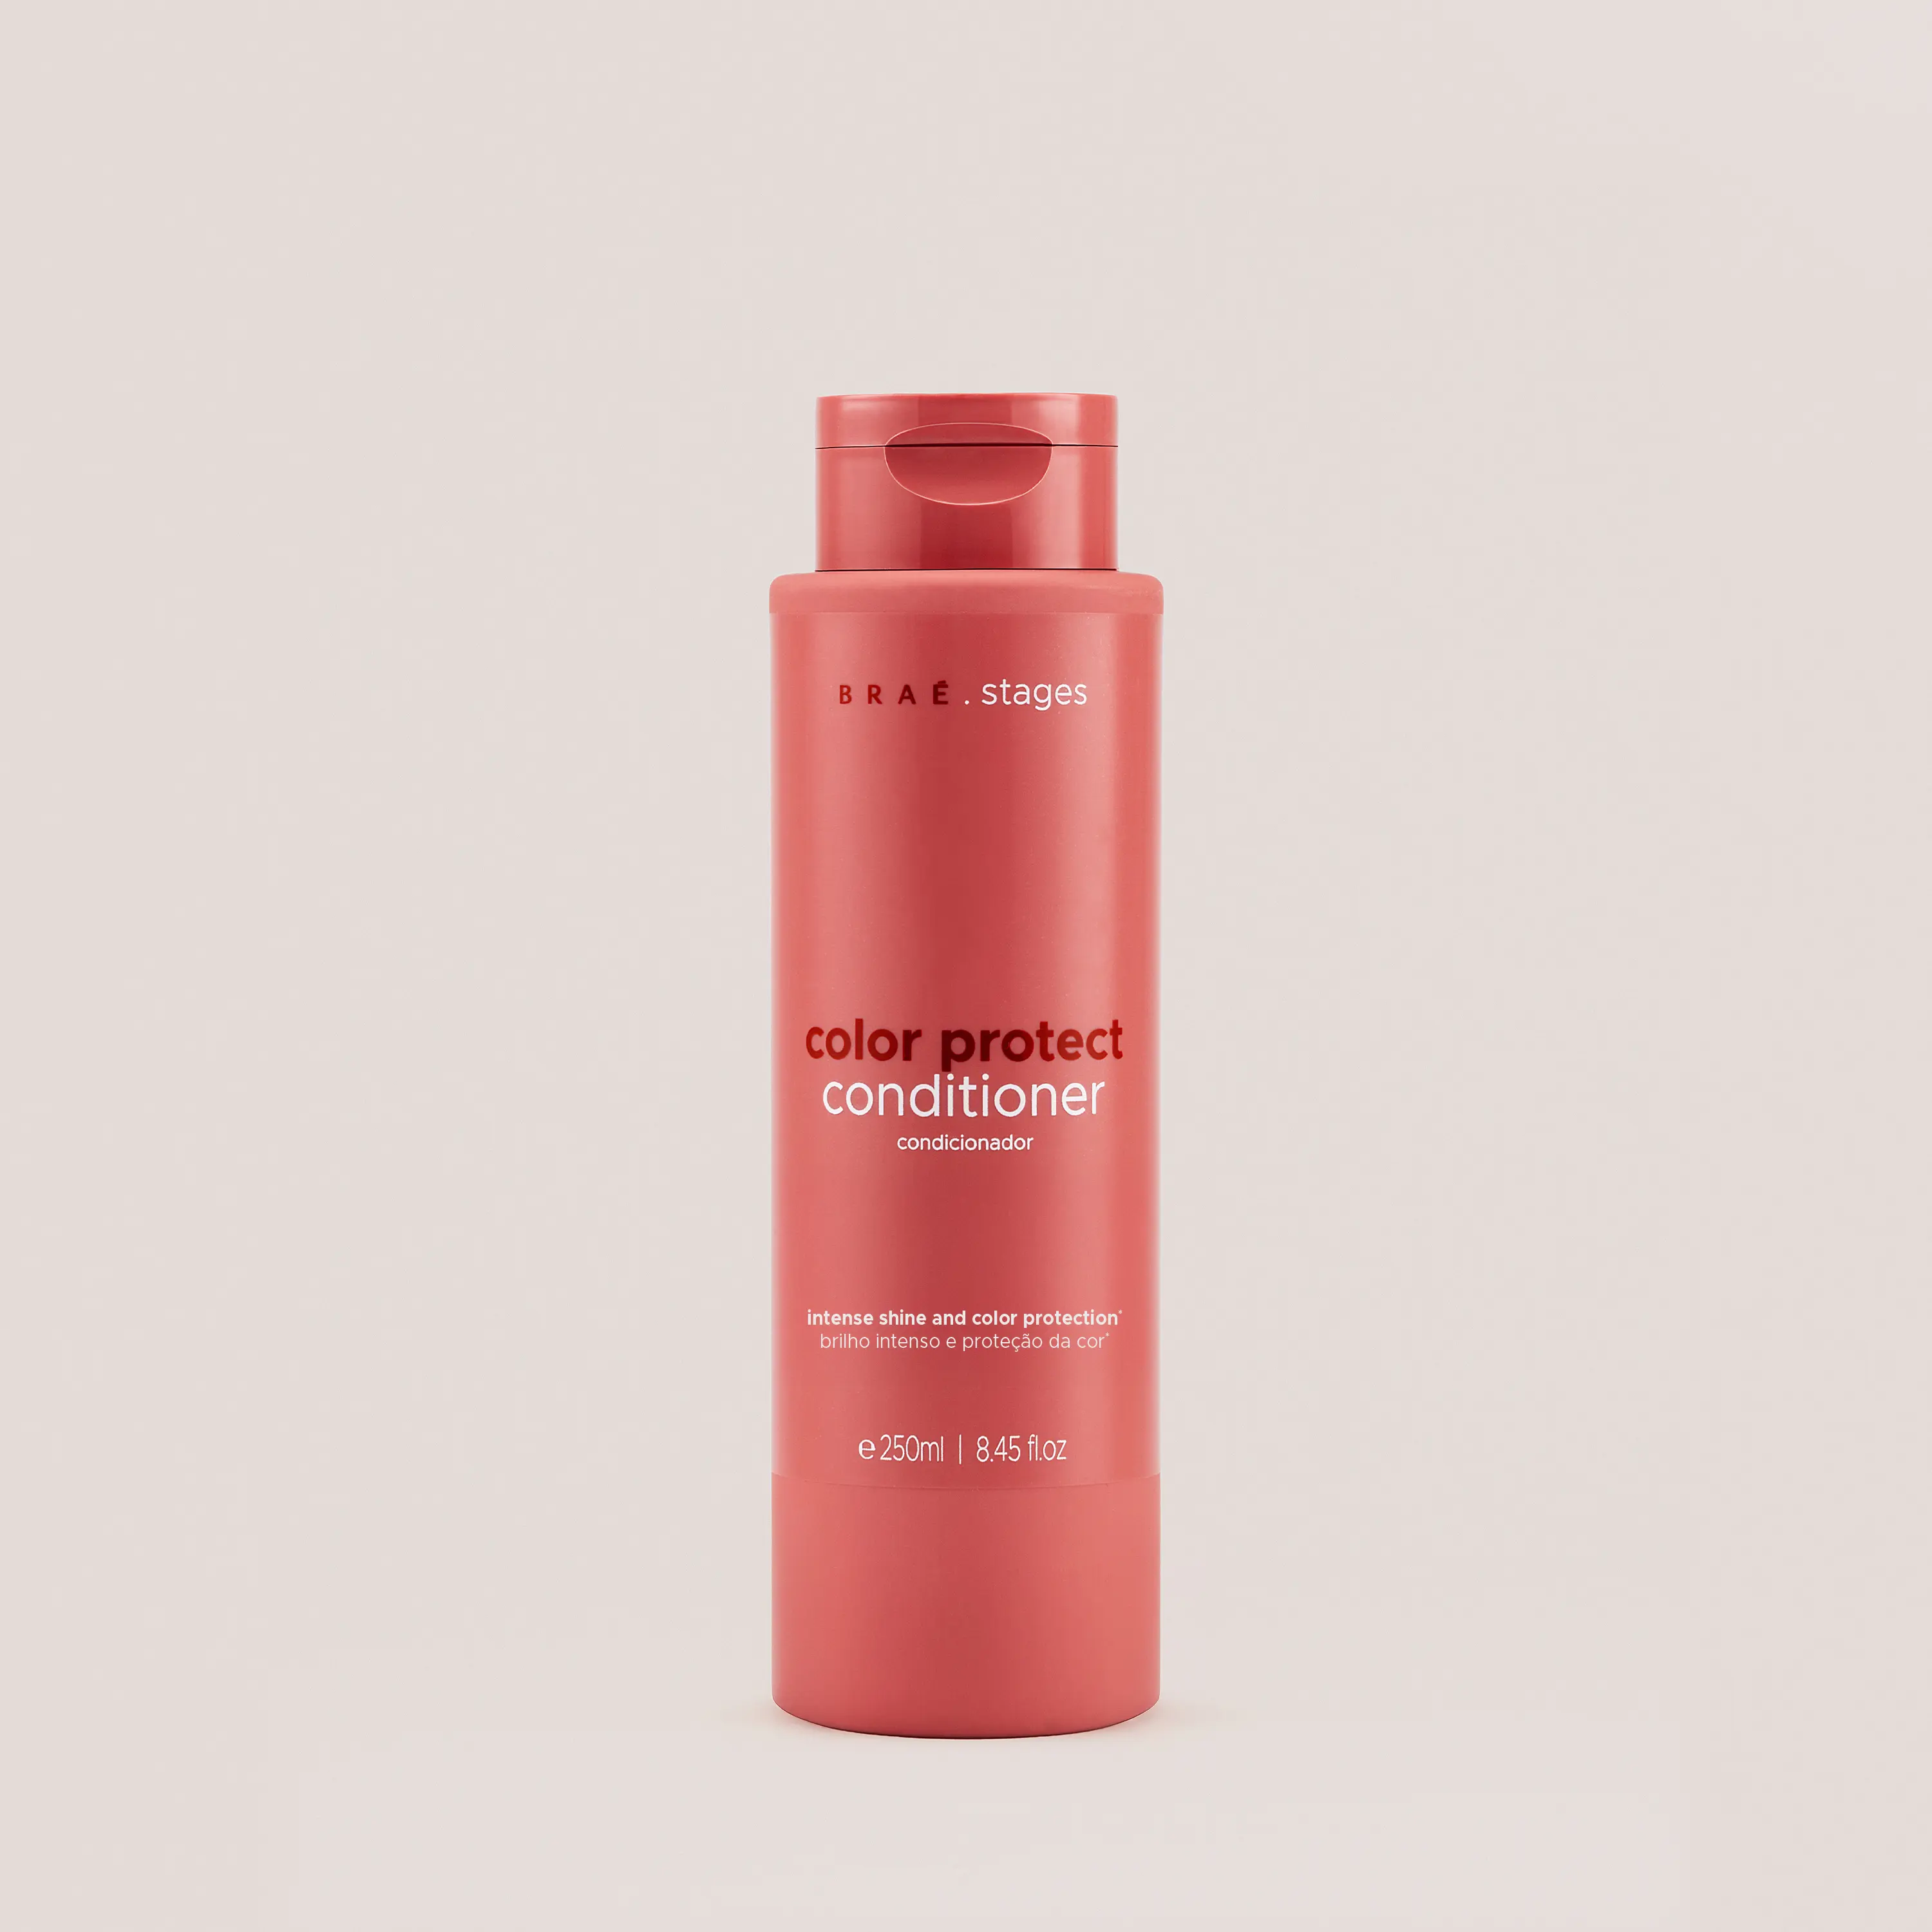 BRAÉ. stages
color protect
conditioner
condicionador
intense shine and color protection*
brilho intenso e proteção da cor*
℮ 250ml | 8.45 fl.oz